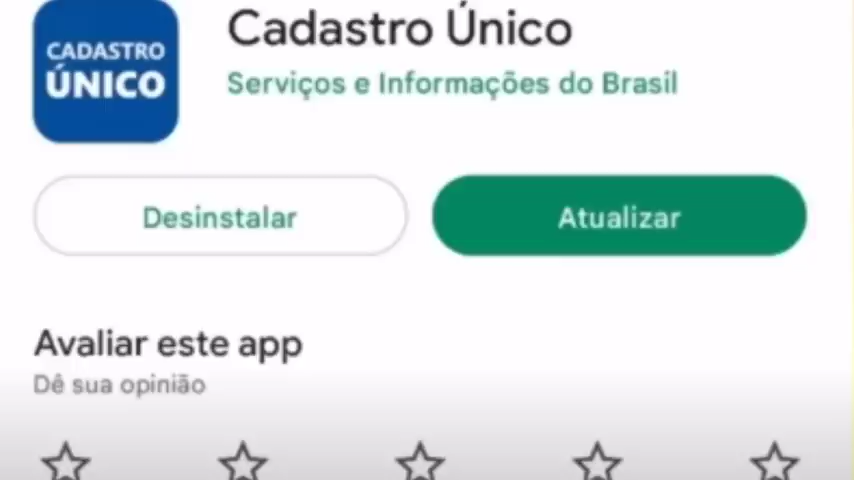 CADASTRO
ÚNICO
Cadastro Único
Serviços e Informações do Brasil
Desinstalar
Atualizar
Avaliar este app
Dê sua opinião